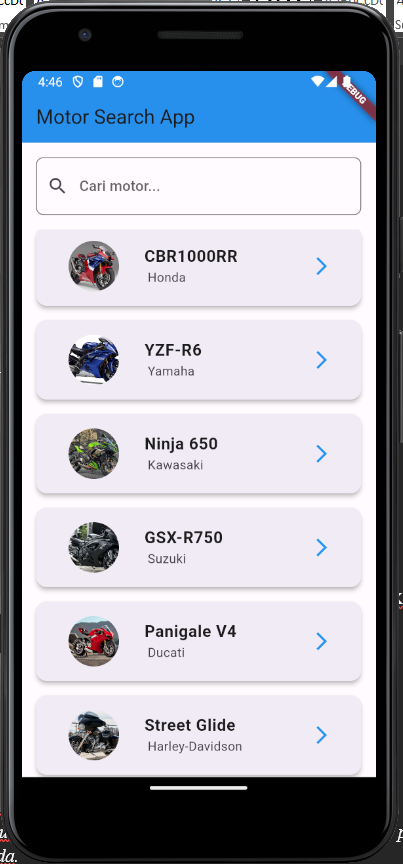 4:46
DEBUG
Motor Search App
Cari motor...
CBR1000RR
Honda
YZF-R6
Yamaha
Ninja 650
Kawasaki
GSX-R750
Suzuki
Panigale V4
Ducati
Street Glide
Harley-Davidson
da.